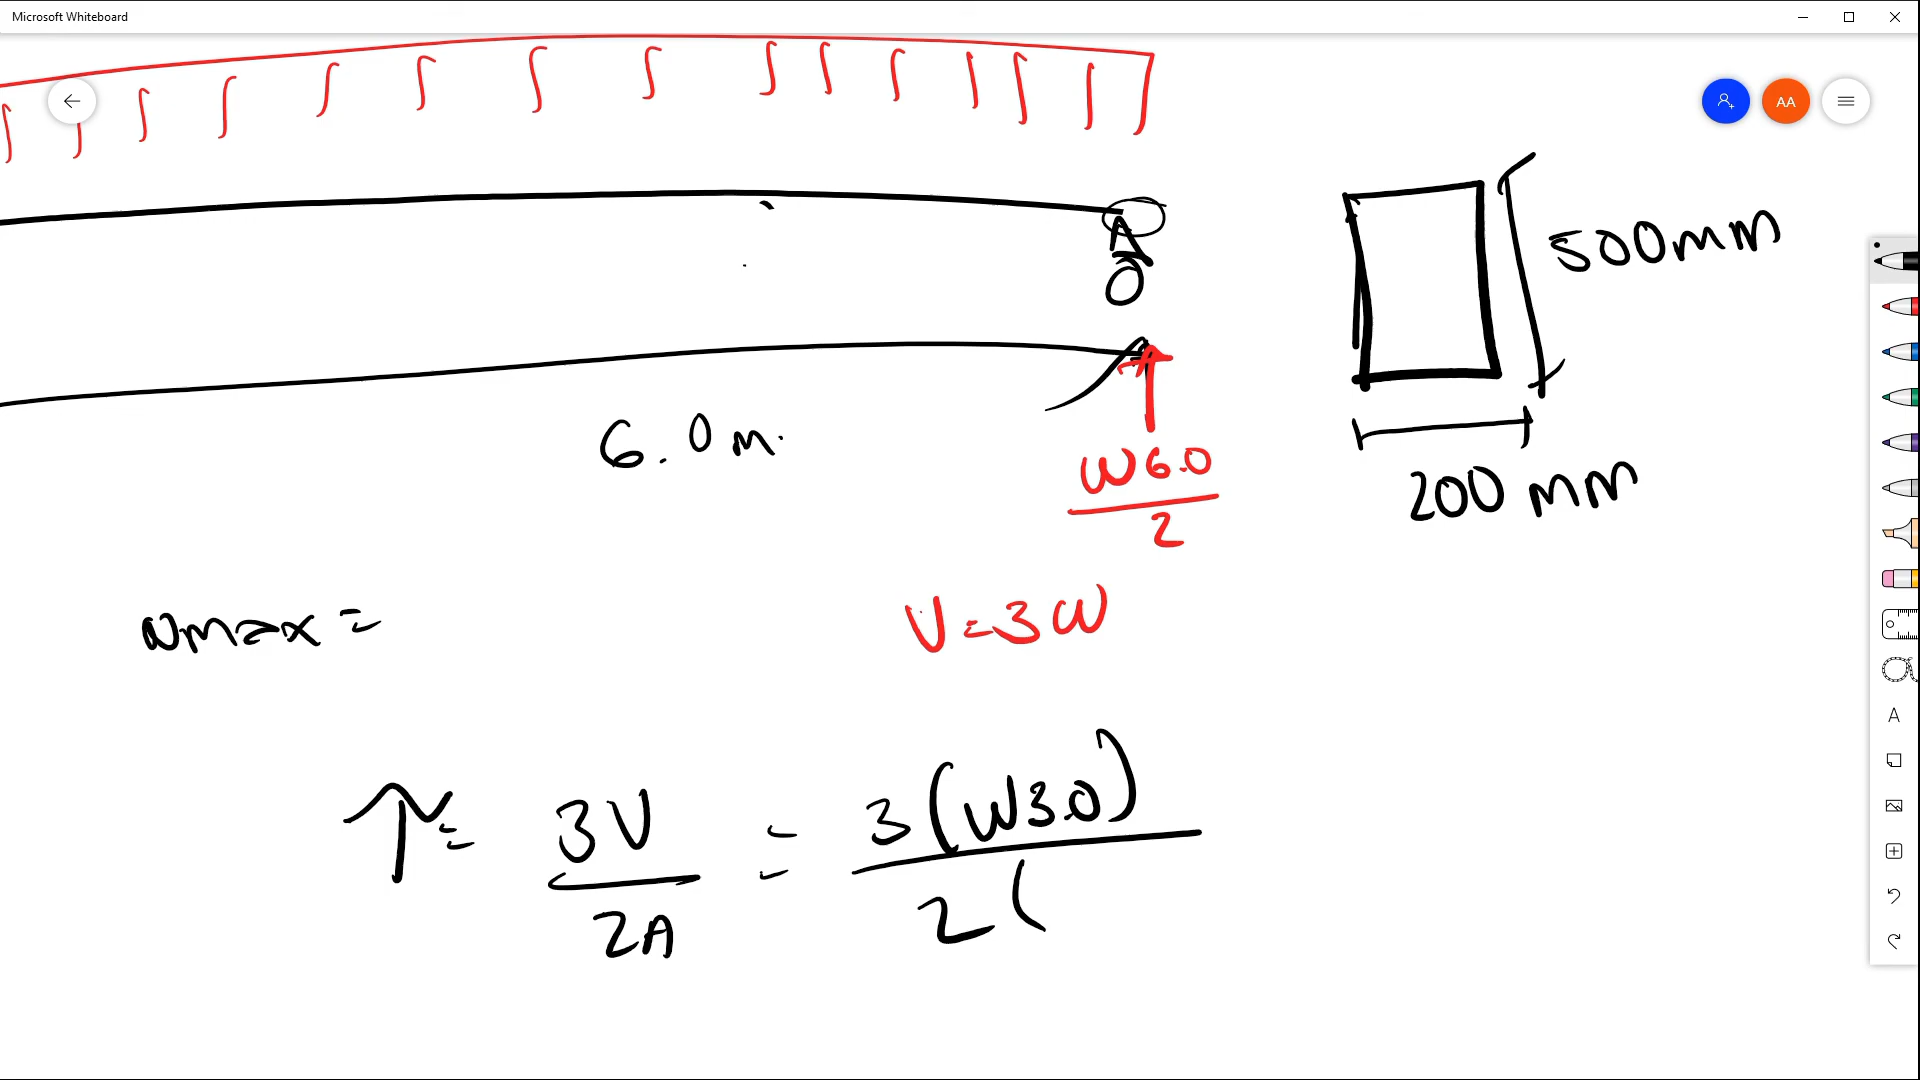 Microsoft Whiteboard
AA
500mm
6.0m.
W6.0
2
200 mm
wmax =
V=3W
τ= 3V = 3(W3.0)
2A 2(
A